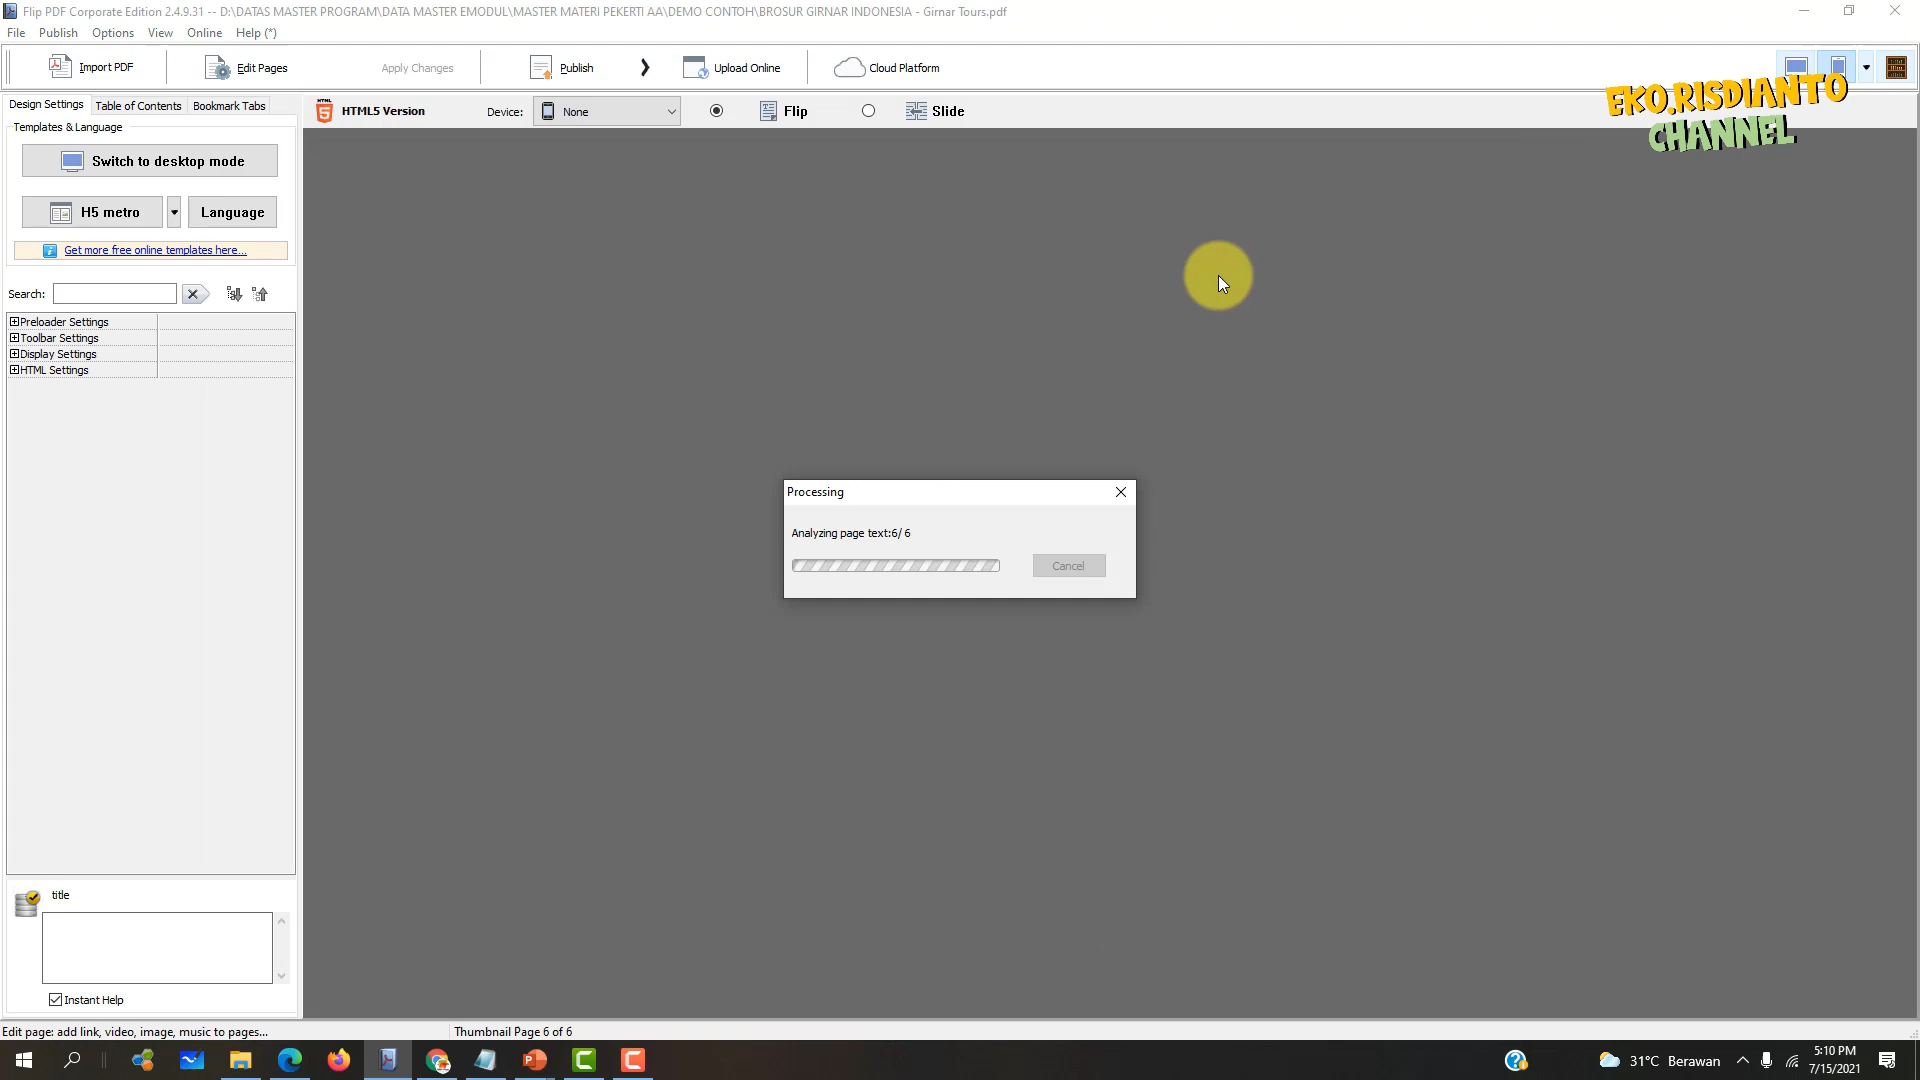 Flip PDF Corporate Edition 2.4.9.31 -- D:\DATAS MASTER PROGRAM\DATA MASTER EMODUL\MASTER MATERI PEKERTI AA\DEMO CONTOH\BROSUR GIRNAR INDONESIA - Girnar Tours.pdf
File Publish Options View Online Help (*)
Import PDF Edit Pages Apply Changes Publish Upload Online Cloud Platform
EKO.RISDIANTO
CHANNEL
Design Settings Table of Contents Bookmark Tabs
HTML HTML5 Version Device: None Flip Slide
Templates & Language
Switch to desktop mode
H5 metro Language
Get more free online templates here...
Search:
Preloader Settings
Toolbar Settings
Display Settings
HTML Settings
Processing
Analyzing page text:6/ 6
Cancel
title
Instant Help
Edit page: add link, video, image, music to pages... Thumbnail Page 6 of 6
31°C Berawan
5:10 PM
7/15/2021